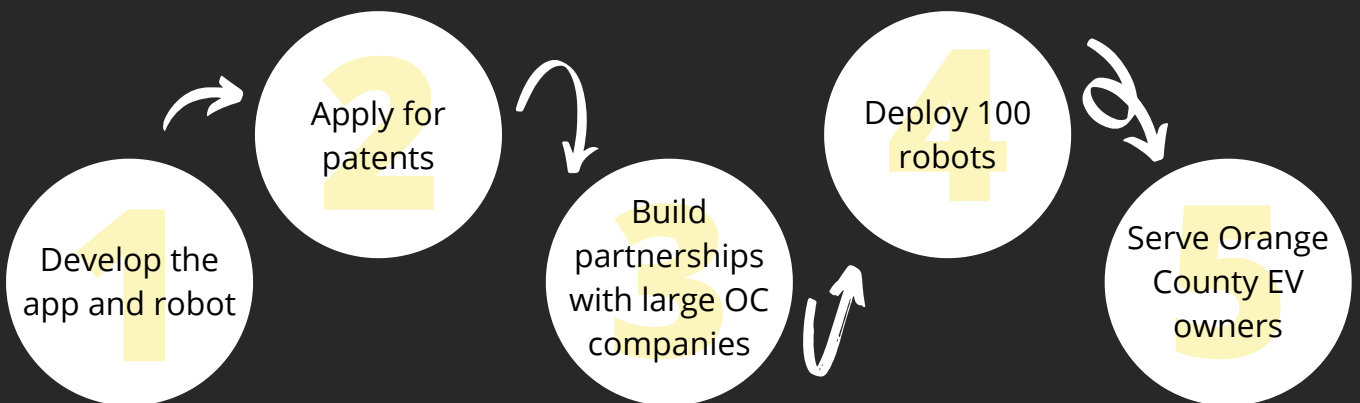 1
Develop the
app and robot
2
Apply for
patents
3
Build
partnerships
with large OC
companies
4
Deploy 100
robots
5
Serve Orange
County EV
owners